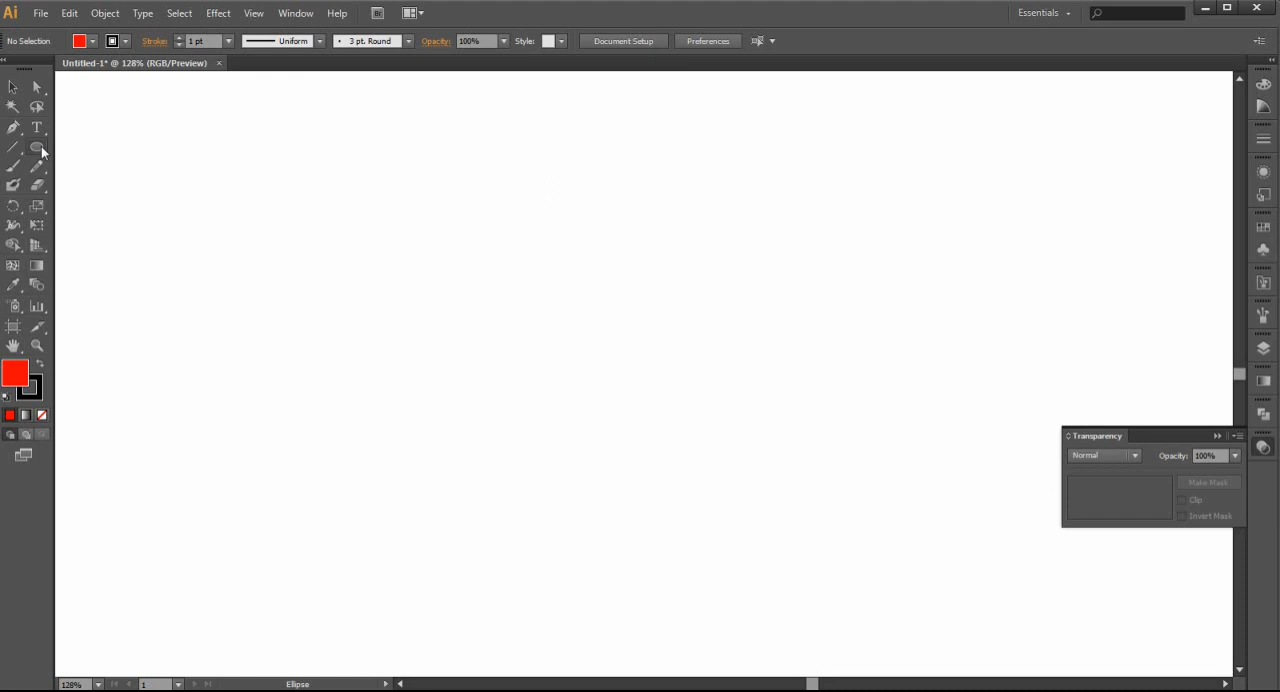 Ai File Edit Object Type Select Effect View Window Help Br Essentials
No Selection Stroke: 1 pt Uniform 3 pt. Round Opacity: 100% Style: Document Setup Preferences
Untitled-1* @ 128% (RGB/Preview) ×
T
Transparency
Normal Opacity: 100%
Make Mask
Clip
Invert Mask
128% 1 Ellipse